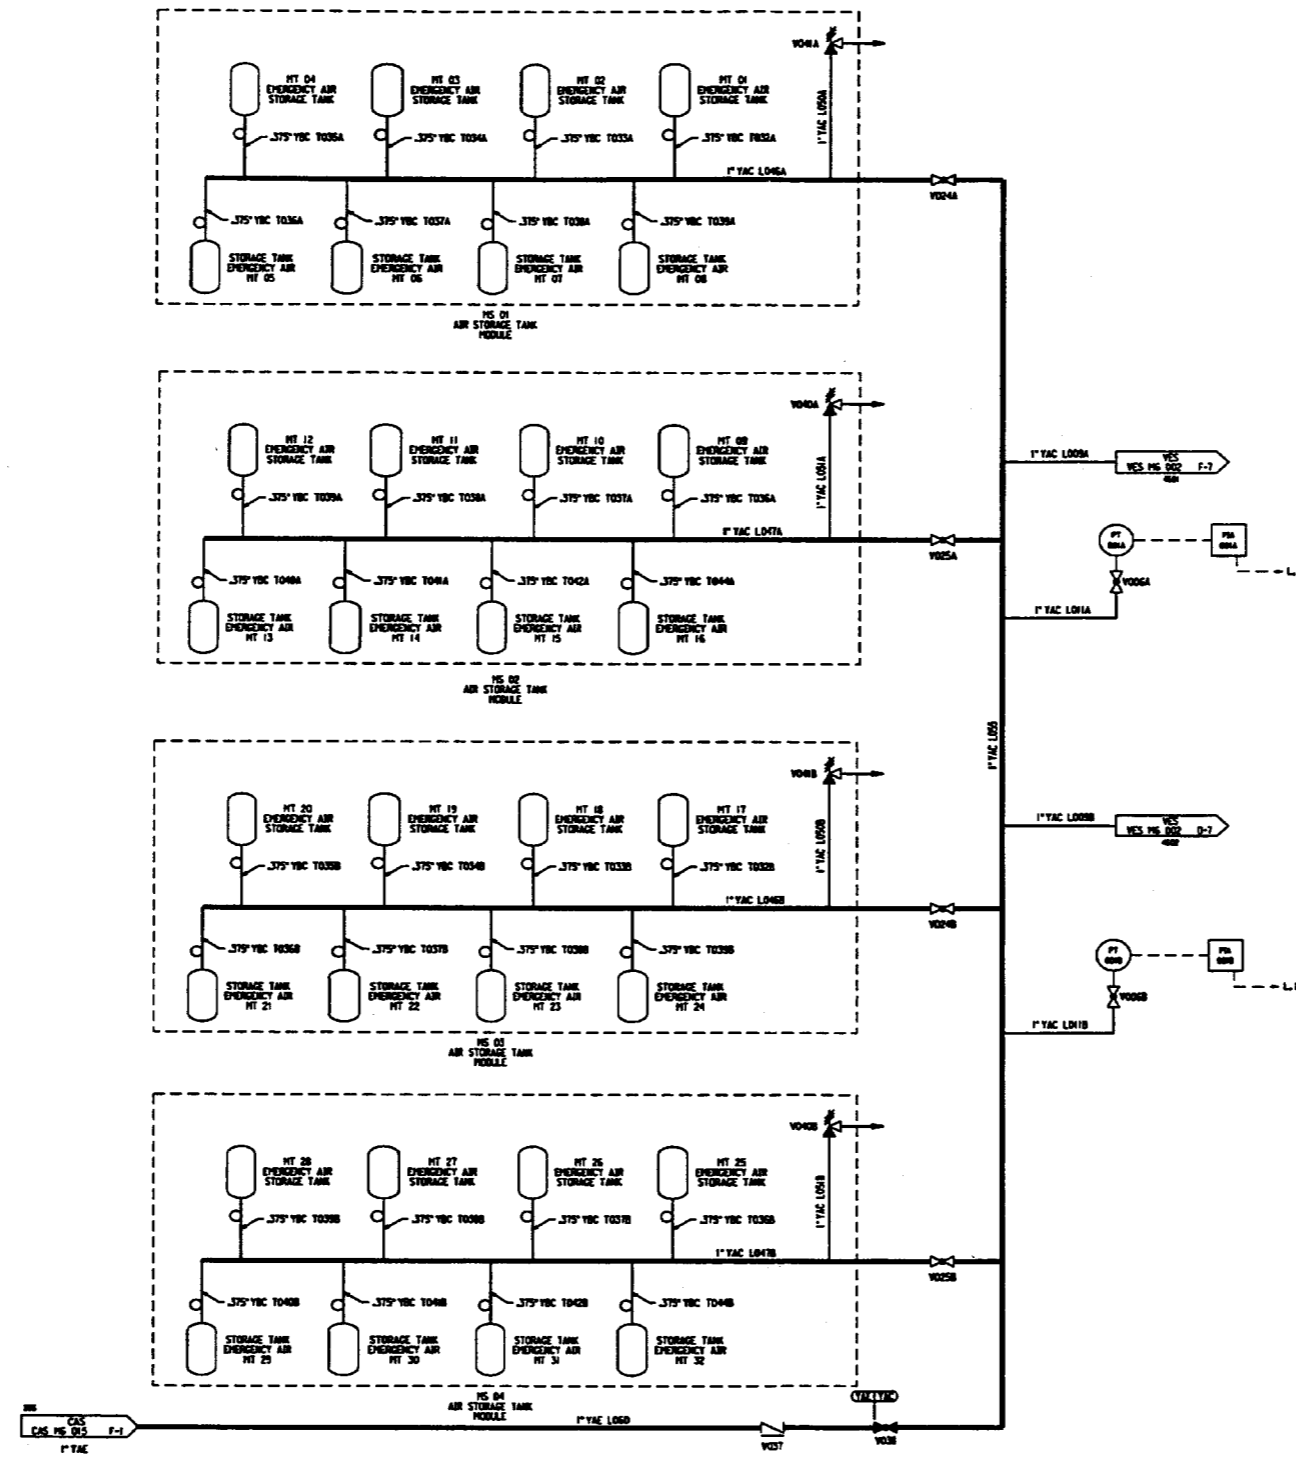 V041A
MT 04
EMERGENCY AIR
STORAGE TANK
MT 03
EMERGENCY AIR
STORAGE TANK
MT 02
EMERGENCY AIR
STORAGE TANK
MT 01
EMERGENCY AIR
STORAGE TANK
1" YAC L050A
.375" YBC T035A
.375" YBC T034A
.375" YBC T033A
.375" YBC
1" YAC L046A
V024A
.375" YBC T036A
.375" YBC T037A
.375" YBC T038A
.375" YBC T039A
STORAGE TANK
EMERGENCY AIR
MT 05
STORAGE TANK
EMERGENCY AIR
MT 06
STORAGE TANK
EMERGENCY AIR
MT 07
STORAGE TANK
EMERGENCY AIR
MT 08
MS 01
AIR STORAGE TANK
MODULE
V040A
MT 12
EMERGENCY AIR
STORAGE TANK
MT 11
EMERGENCY AIR
STORAGE TANK
MT 10
EMERGENCY AIR
STORAGE TANK
MT 09
EMERGENCY AIR
STORAGE TANK
1" YAC L051A
1" YAC L009A
VES
VES M6 002 F-7
.375" YBC T039A
.375" YBC T038A
.375" YBC T037A
.375" YBC T036A
1" YAC L047A
V025A
PT
PIA
V006A
.375" YBC T040A
.375" YBC T041A
.375" YBC T042A
.375" YBC T044A
1" YAC L011A
STORAGE TANK
EMERGENCY AIR
MT 13
STORAGE TANK
EMERGENCY AIR
MT 14
STORAGE TANK
EMERGENCY AIR
MT 15
STORAGE TANK
EMERGENCY AIR
MT 16
MS 02
AIR STORAGE TANK
MODULE
1" YAC L055
V041B
MT 20
EMERGENCY AIR
STORAGE TANK
MT 19
EMERGENCY AIR
STORAGE TANK
MT 18
EMERGENCY AIR
STORAGE TANK
MT 17
EMERGENCY AIR
STORAGE TANK
1" YAC L050B
1" YAC L009B
VES
VES M6 002 D-7
.375" YBC T035B
.375" YBC T034B
.375" YBC T033B
.375" YBC T032B
1" YAC L046B
V024B
.375" YBC T036B
.375" YBC T037B
.375" YBC T038B
.375" YBC T039B
PT
PIA
V006B
STORAGE TANK
EMERGENCY AIR
MT 21
STORAGE TANK
EMERGENCY AIR
MT 22
STORAGE TANK
EMERGENCY AIR
MT 23
STORAGE TANK
EMERGENCY AIR
MT 24
1" YAC L011B
MS 03
AIR STORAGE TANK
MODULE
V040B
MT 28
EMERGENCY AIR
STORAGE TANK
MT 27
EMERGENCY AIR
STORAGE TANK
MT 26
EMERGENCY AIR
STORAGE TANK
MT 25
EMERGENCY AIR
STORAGE TANK
1" YAC L051B
.375" YBC T039B
.375" YBC T038B
.375" YBC T037B
.375" YBC T036B
1" YAC L047B
V025B
.375" YBC T040B
.375" YBC T041B
.375" YBC T042B
.375" YBC T044B
STORAGE TANK
EMERGENCY AIR
MT 29
STORAGE TANK
EMERGENCY AIR
MT 30
STORAGE TANK
EMERGENCY AIR
MT 31
STORAGE TANK
EMERGENCY AIR
MT 32
MS 04
AIR STORAGE TANK
MODULE
YAE YAC
CAS
CAS M6 015 F-1
1" YAE
1" YAE L060
V037
V038